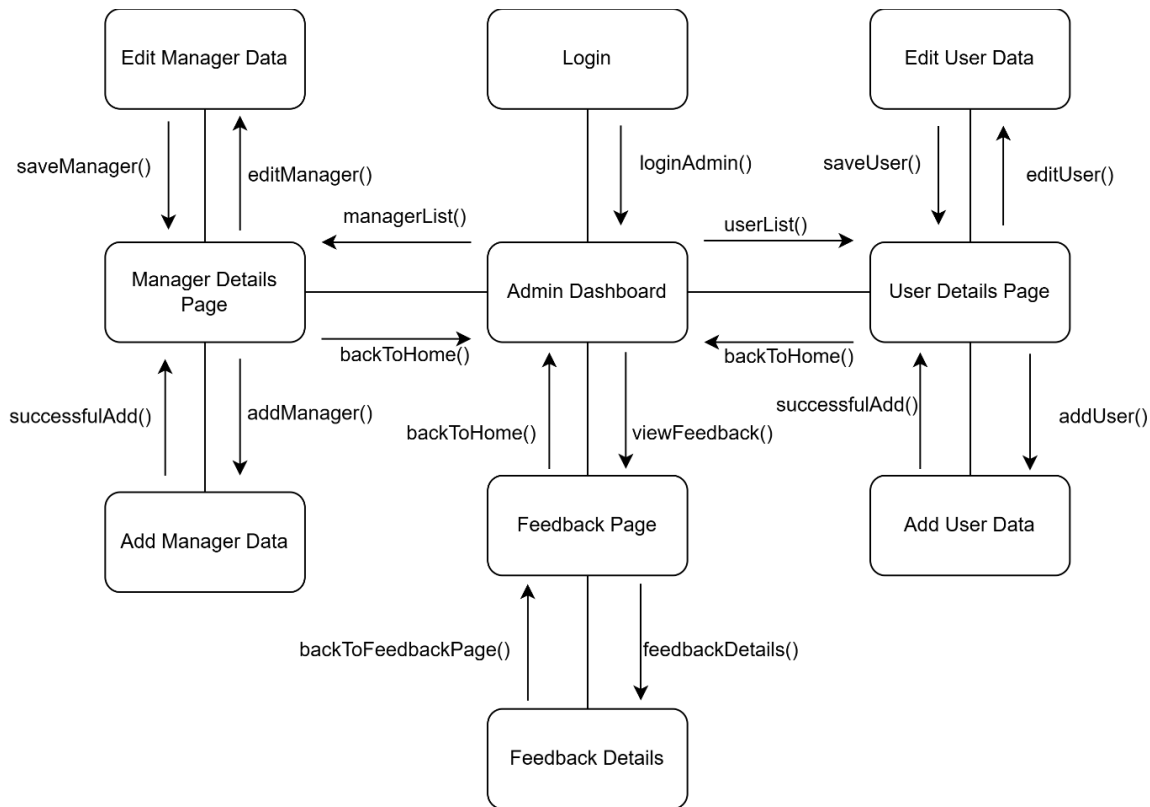 Edit Manager Data
Login
Edit User Data
saveManager()
editManager()
loginAdmin()
saveUser()
editUser()
managerList()
userList()
Manager Details
Page
Admin Dashboard
User Details Page
backToHome()
backToHome()
successfulAdd()
addManager()
backToHome()
viewFeedback()
successfulAdd()
addUser()
Add Manager Data
Feedback Page
Add User Data
backToFeedbackPage()
feedbackDetails()
Feedback Details